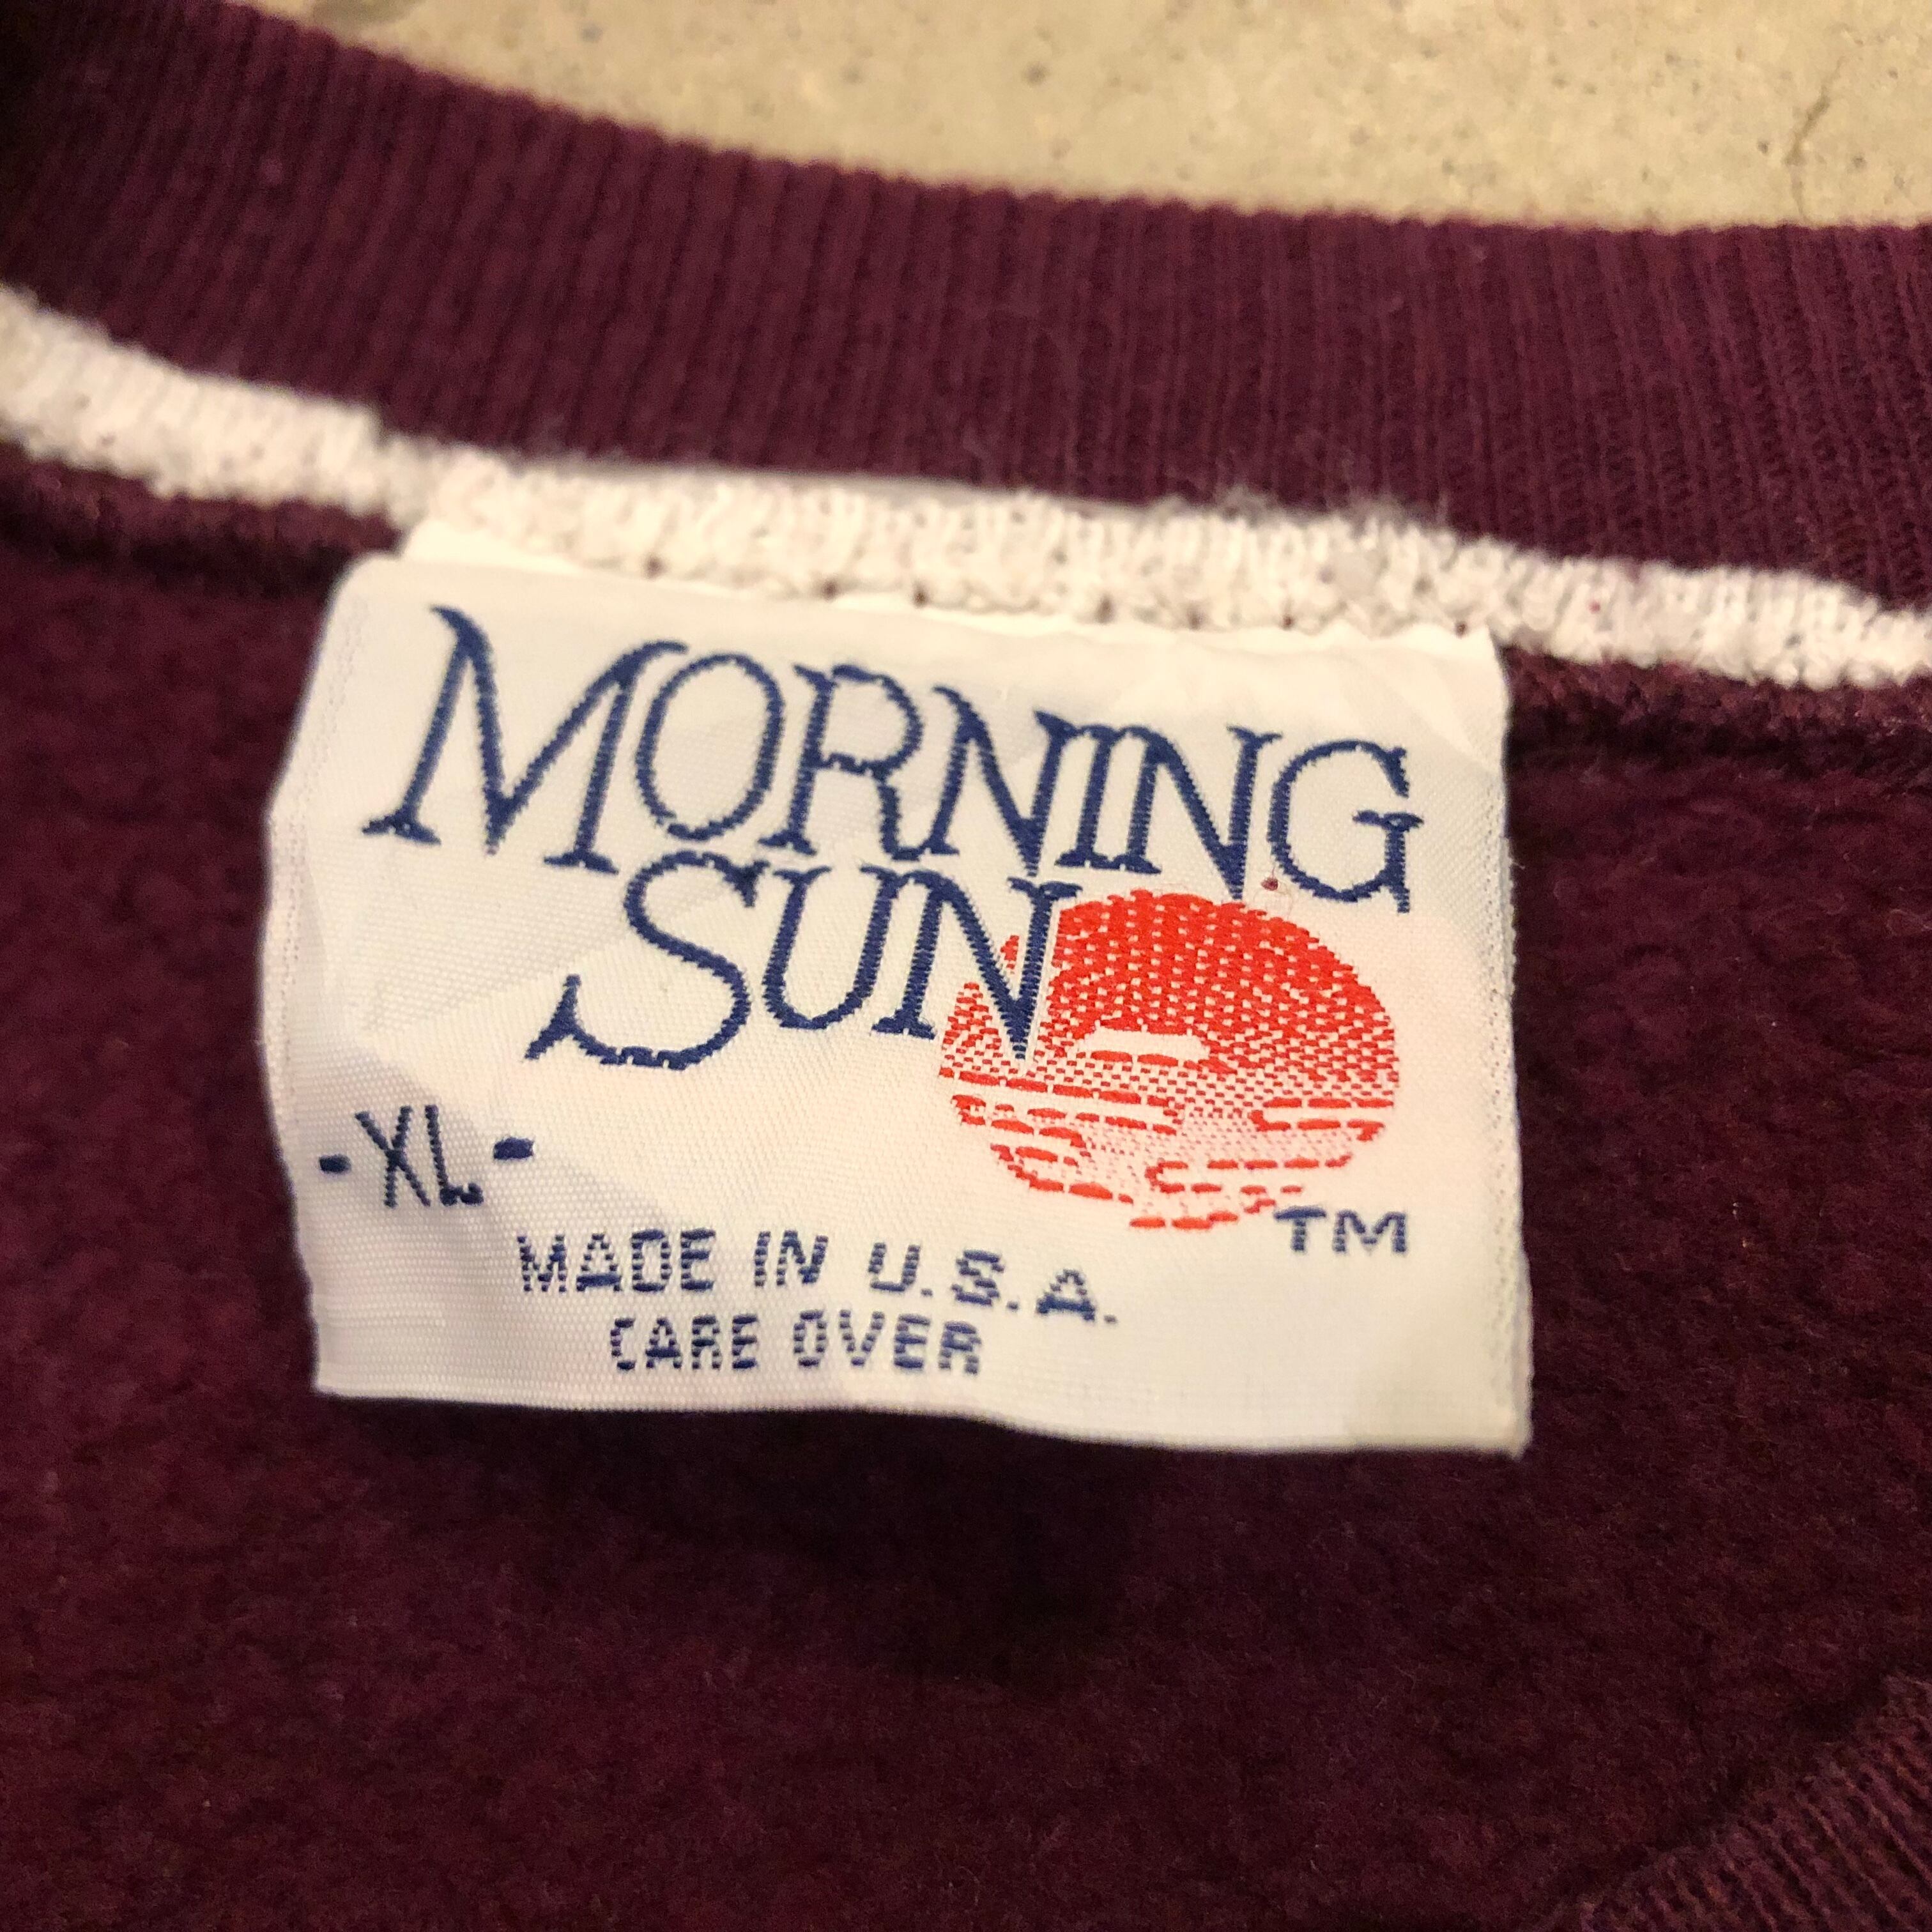 MORNING
SUN
-XL-
TM
MADE IN U.S.A.
CARE OVER